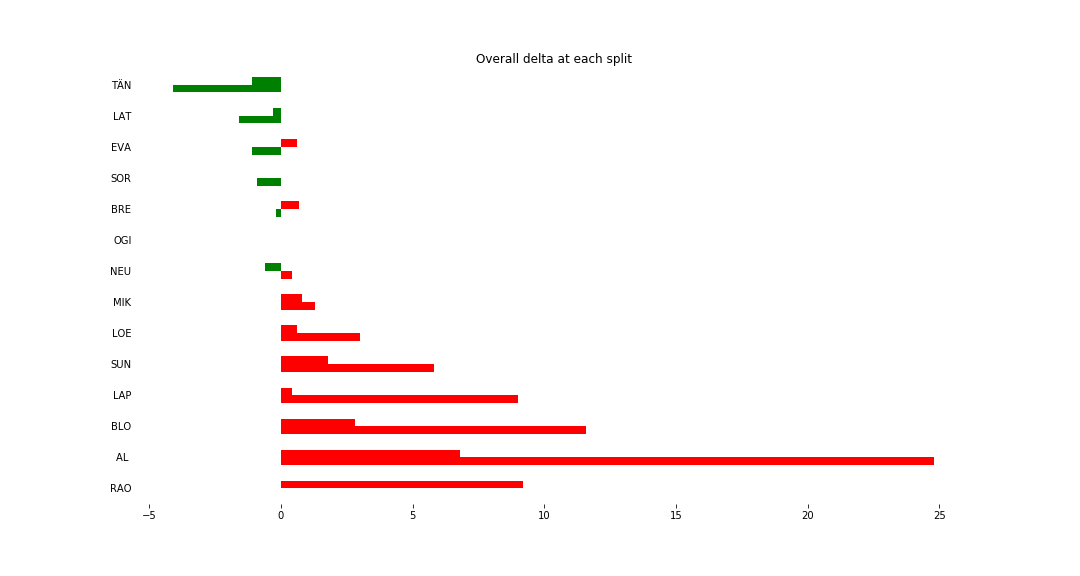 Overall delta at each split
TÄN
LAT
EVA
SOR
BRE
OGI
NEU
MIK
LOE
SUN
LAP
BLO
AL
RAO
−5 0 5 10 15 20 25